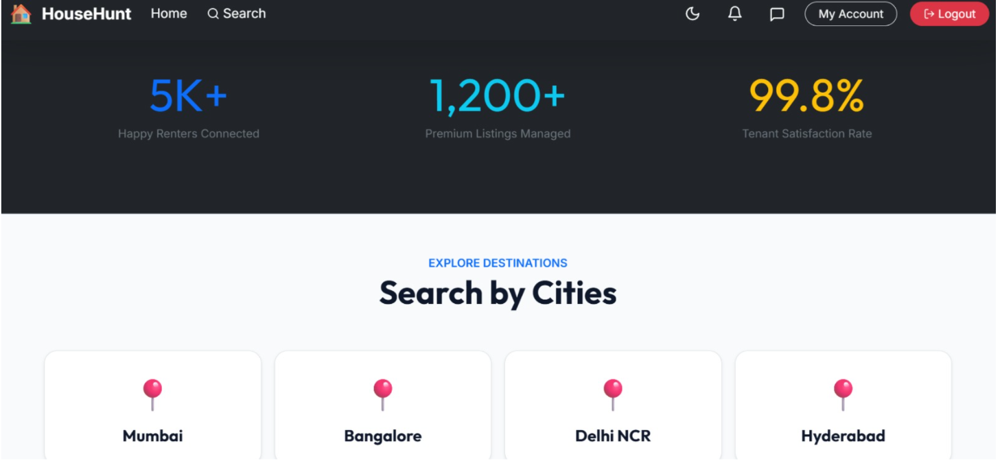 HouseHunt Home Search My Account Logout
5K+ 1,200+ 99.8%
Happy Renters Connected Premium Listings Managed Tenant Satisfaction Rate
EXPLORE DESTINATIONS
Search by Cities
Mumbai Bangalore Delhi NCR Hyderabad